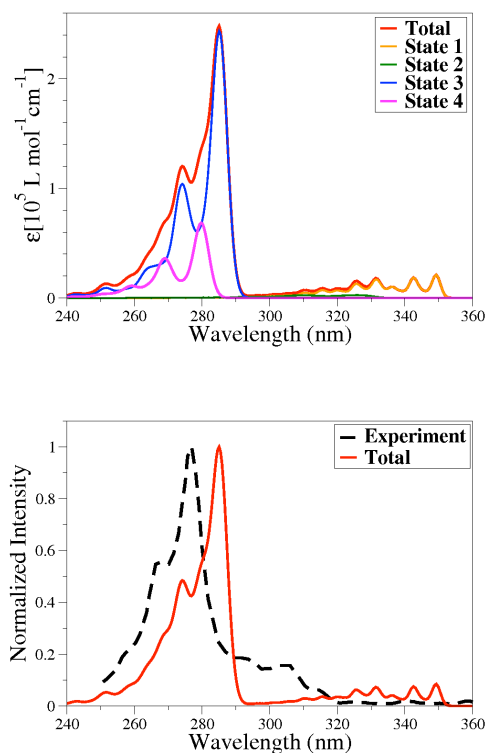 Total
State 1
State 2
State 3
State 4
ε[10⁵ L mol⁻¹ cm⁻¹]
2
1
0
240 260 280 300 320 340 360
Wavelength (nm)
Experiment
Total
Normalized Intensity
1
0.8
0.6
0.4
0.2
0
240 260 280 300 320 340 360
Wavelength (nm)